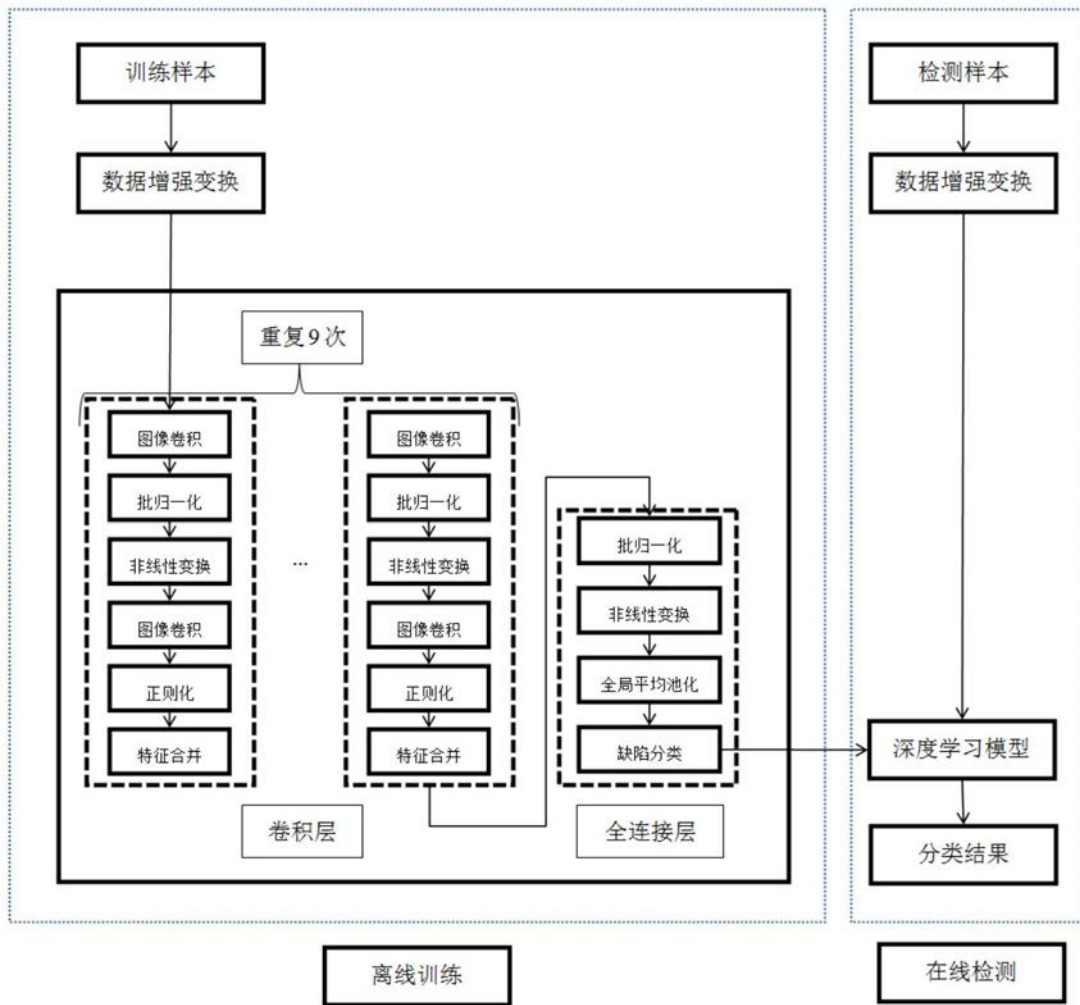 训练样本
数据增强变换
重复9次
图像卷积
批归一化
非线性变换
图像卷积
正则化
特征合并
...
图像卷积
批归一化
非线性变换
图像卷积
正则化
特征合并
卷积层
批归一化
非线性变换
全局平均池化
缺陷分类
全连接层
离线训练
检测样本
数据增强变换
深度学习模型
分类结果
在线检测